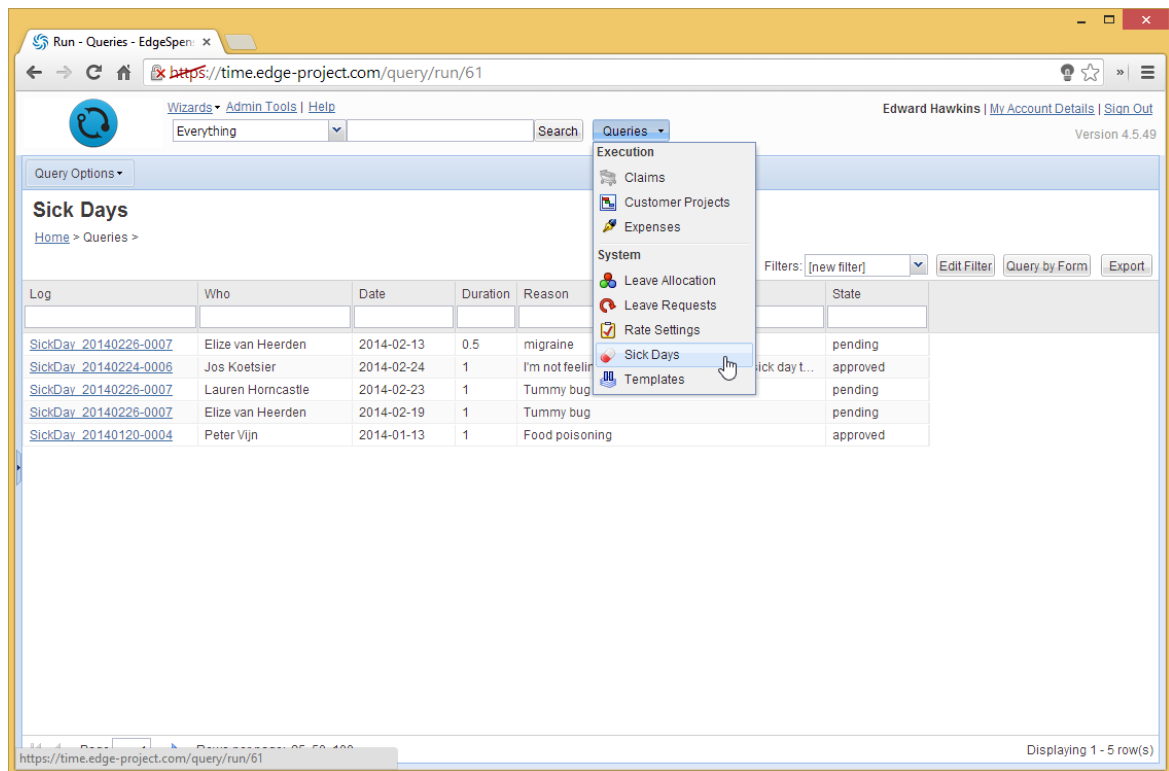 Run - Queries - EdgeSpen
https://time.edge-project.com/query/run/61
Wizards Admin Tools | Help
Edward Hawkins | My Account Details | Sign Out
Everything Search Queries
Version 4.5.49
Execution
Claims
Customer Projects
Expenses
System
Leave Allocation
Leave Requests
Rate Settings
Sick Days
Templates
Query Options
Sick Days
Home > Queries >
Filters: [new filter] Edit Filter Query by Form Export
Log Who Date Duration Reason State
SickDay_20140226-0007 Elize van Heerden 2014-02-13 0.5 migraine pending
SickDay_20140224-0006 Jos Koetsier 2014-02-24 1 I'm not feelin sick day t... approved
SickDay_20140226-0007 Lauren Horncastle 2014-02-23 1 Tummy bug pending
SickDay_20140226-0007 Elize van Heerden 2014-02-19 1 Tummy bug pending
SickDay_20140120-0004 Peter Vijn 2014-01-13 1 Food poisoning approved
Displaying 1 - 5 row(s)
https://time.edge-project.com/query/run/61